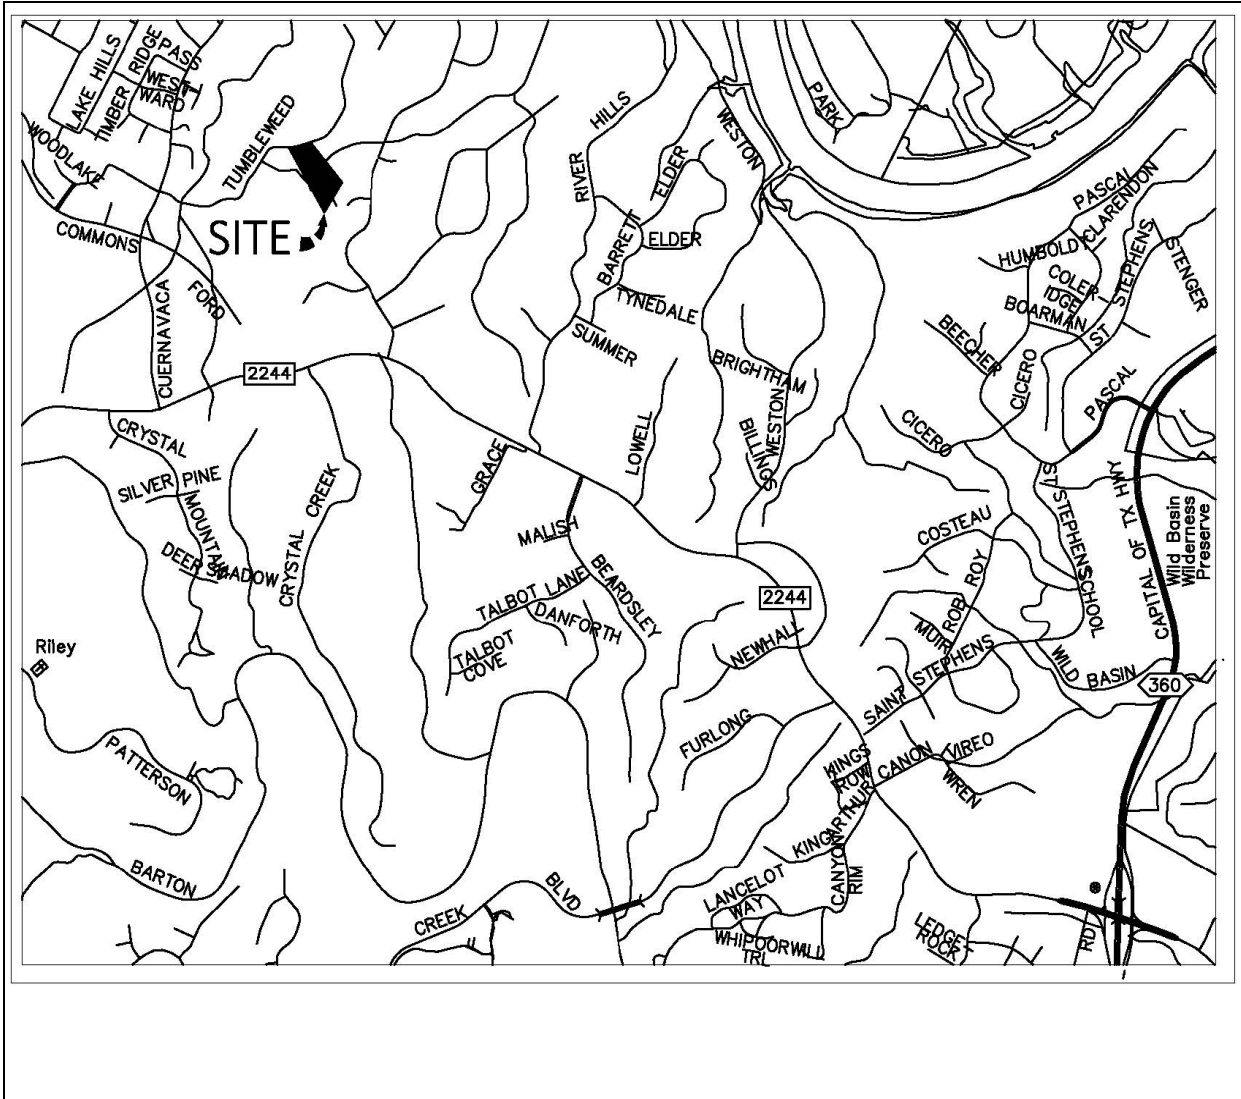 LAKE HILLS
TIMBER RIDGE
PASS
WEST
WARD
WOODLAKE
TUMBLEWEED
COMMONS
SITE
CUERNAVACA
FORD
RIVER HILLS
ELDER
WESTON
PARK
BARRETT
ELDER
TYNEDALE
SUMMER
PASCAL
CLARENDON
HUMBOLDT
COLER-
IDGE
BOARMAN
ST STEPHENS
STENGER
BEECHER
CICERO
PASCAL
2244
BRIGHTHAM
WESTON
BILLINGS
LOWELL
GRACE
CICERO
CRYSTAL
SILVER PINE
MOUNTAIN
DEER SHADOW
CRYSTAL CREEK
MALISH
BEARDSLEY
TALBOT LANE
DANFORTH
TALBOT
COVE
COSTEAU
ROB ROY
MUIR
ST STEPHENS SCHOOL
CAPITAL OF TX HWY
Wild Basin
Wilderness
Preserve
2244
NEWHALL
SAINT STEPHENS
WILD BASIN
360
Riley
PATTERSON
FURLONG
KINGS
ROW
CANON
VIREO
WREN
KING ARTHUR
CANYON
RIM
BARTON
CREEK
BLVD
LANCELOT
WAY
WHIPOORWILL
TRL
LEDGE-
ROCK
RD